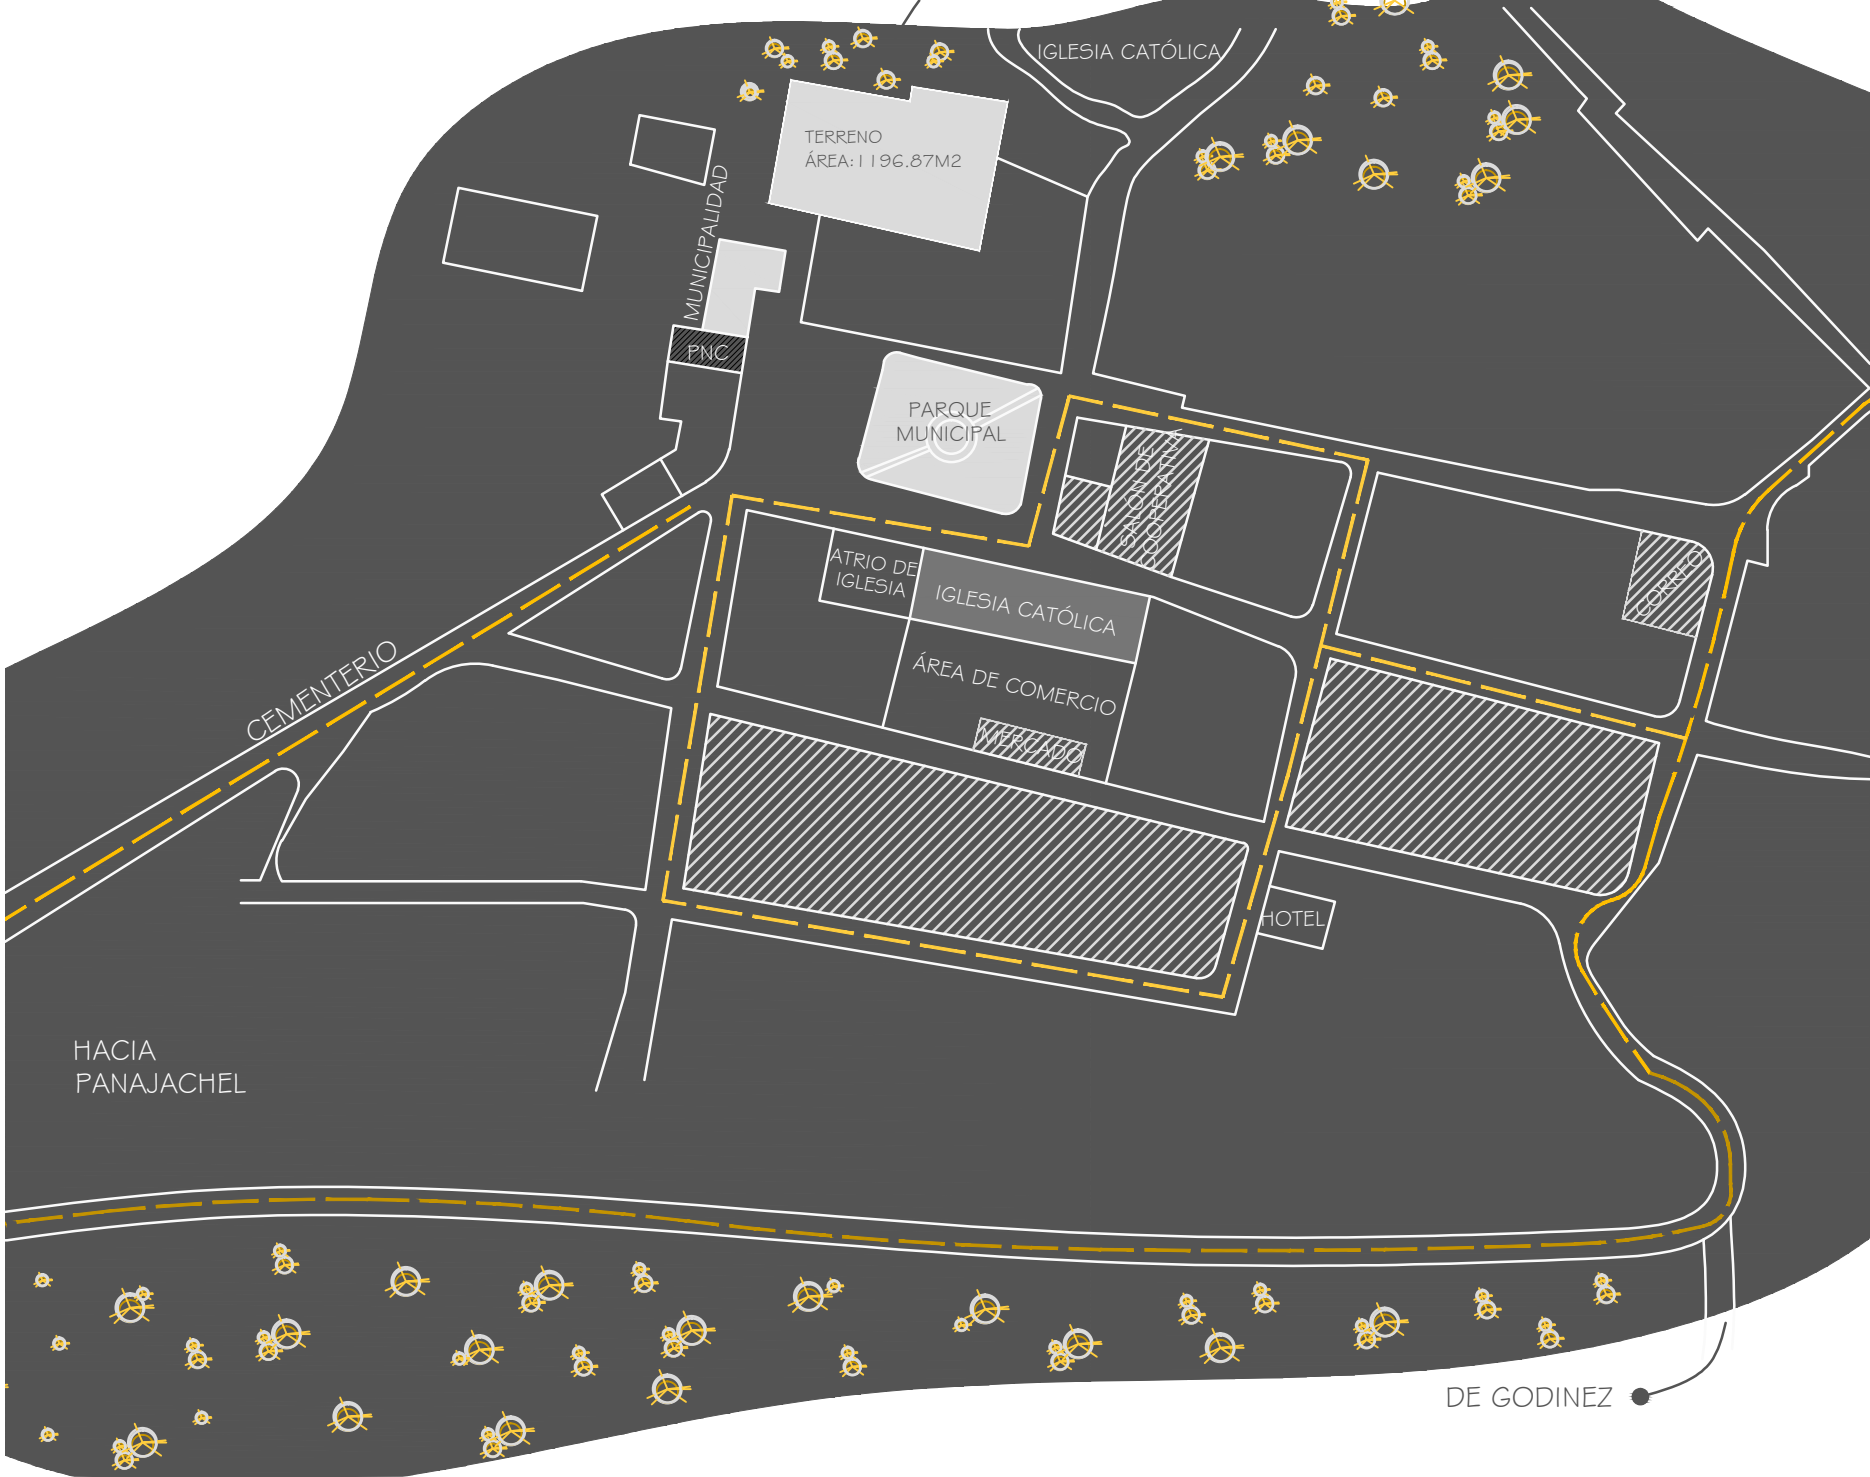 IGLESIA CATÓLICA
TERRENO
ÁREA:1196.87M2
MUNICIPALIDAD
PNC
PARQUE
MUNICIPAL
SALÓN DE
COOPERATIVA
ATRIO DE
IGLESIA
IGLESIA CATÓLICA
CORREO
ÁREA DE COMERCIO
MERCADO
CEMENTERIO
HOTEL
HACIA
PANAJACHEL
DE GODINEZ